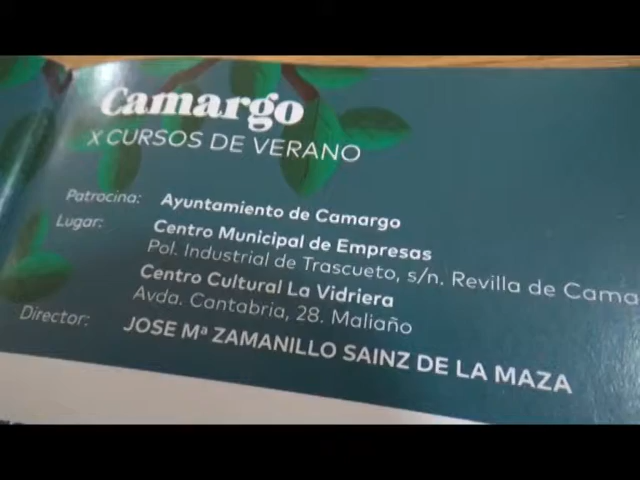 Camargo
X CURSOS DE VERANO
Patrocina: Ayuntamiento de Camargo
Lugar: Centro Municipal de Empresas
Pol. Industrial de Trascueto, s/n. Revilla de
Centro Cultural La Vidriera
Avda. Cantabria, 28. Maliaño
Director: JOSE Mª ZAMANILLO SAINZ DE LA MAZA